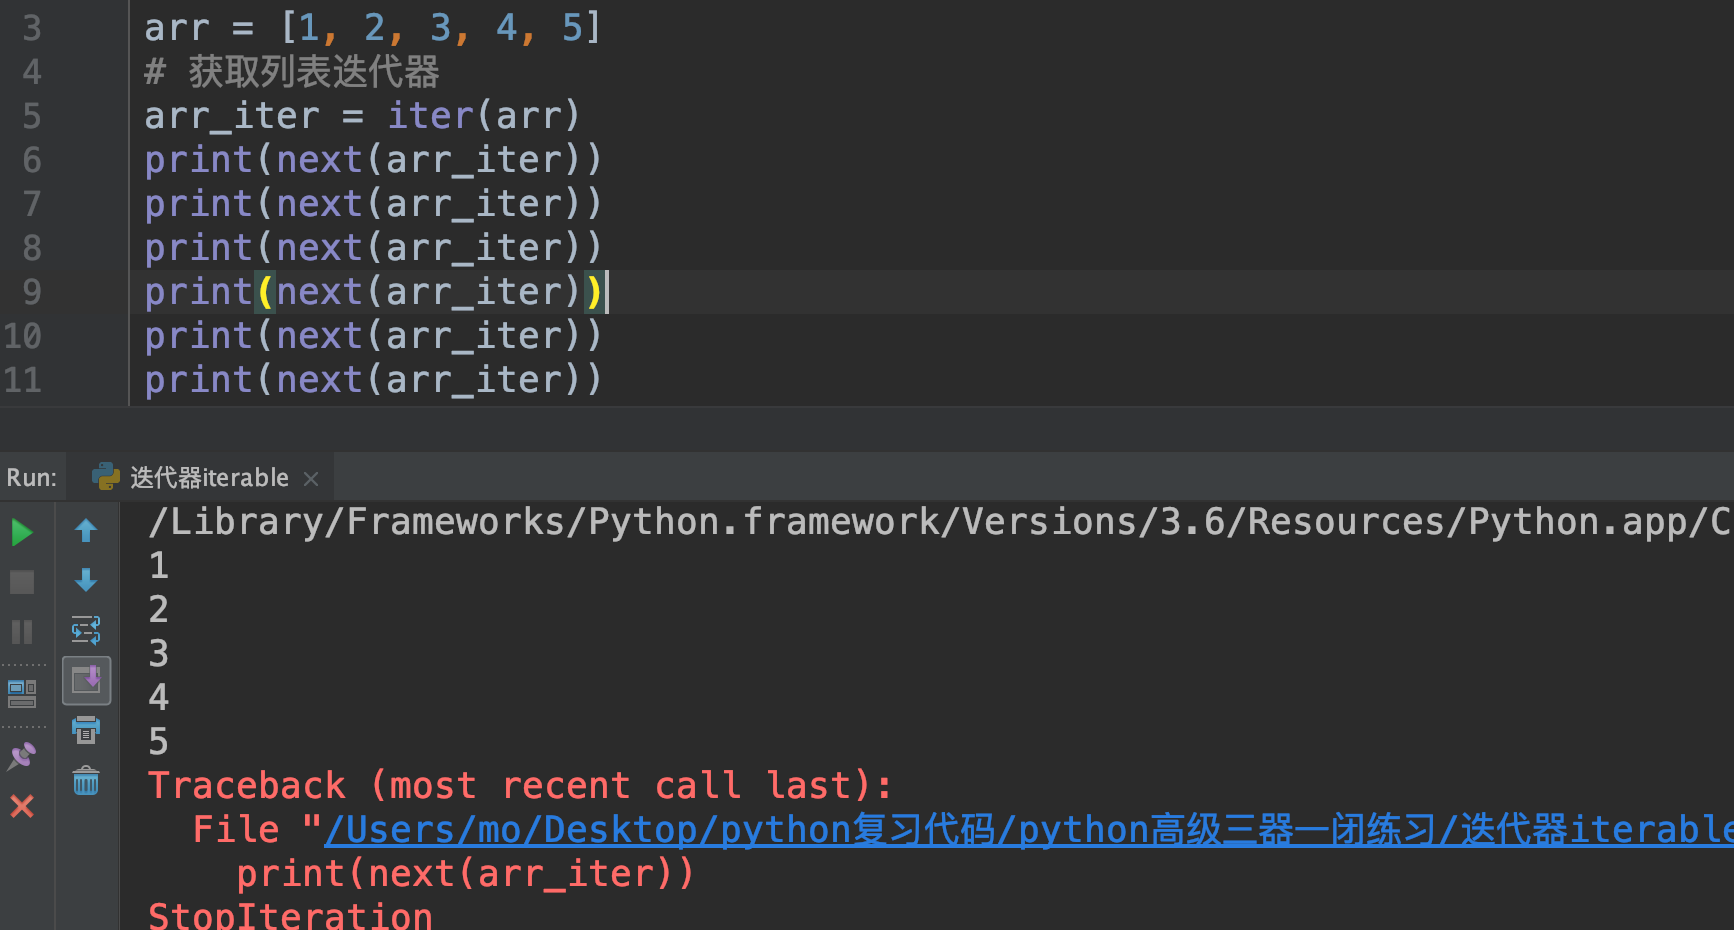 3 arr = [1, 2, 3, 4, 5]
4 # 获取列表迭代器
5 arr_iter = iter(arr)
6 print(next(arr_iter))
7 print(next(arr_iter))
8 print(next(arr_iter))
9 print(next(arr_iter))
10 print(next(arr_iter))
11 print(next(arr_iter))
Run: 迭代器iterable
/Library/Frameworks/Python.framework/Versions/3.6/Resources/Python.app/C
1
2
3
4
5
Traceback (most recent call last):
File "/Users/mo/Desktop/python复习代码/python高级三器一闭练习/迭代器iterable
print(next(arr_iter))
StopIteration